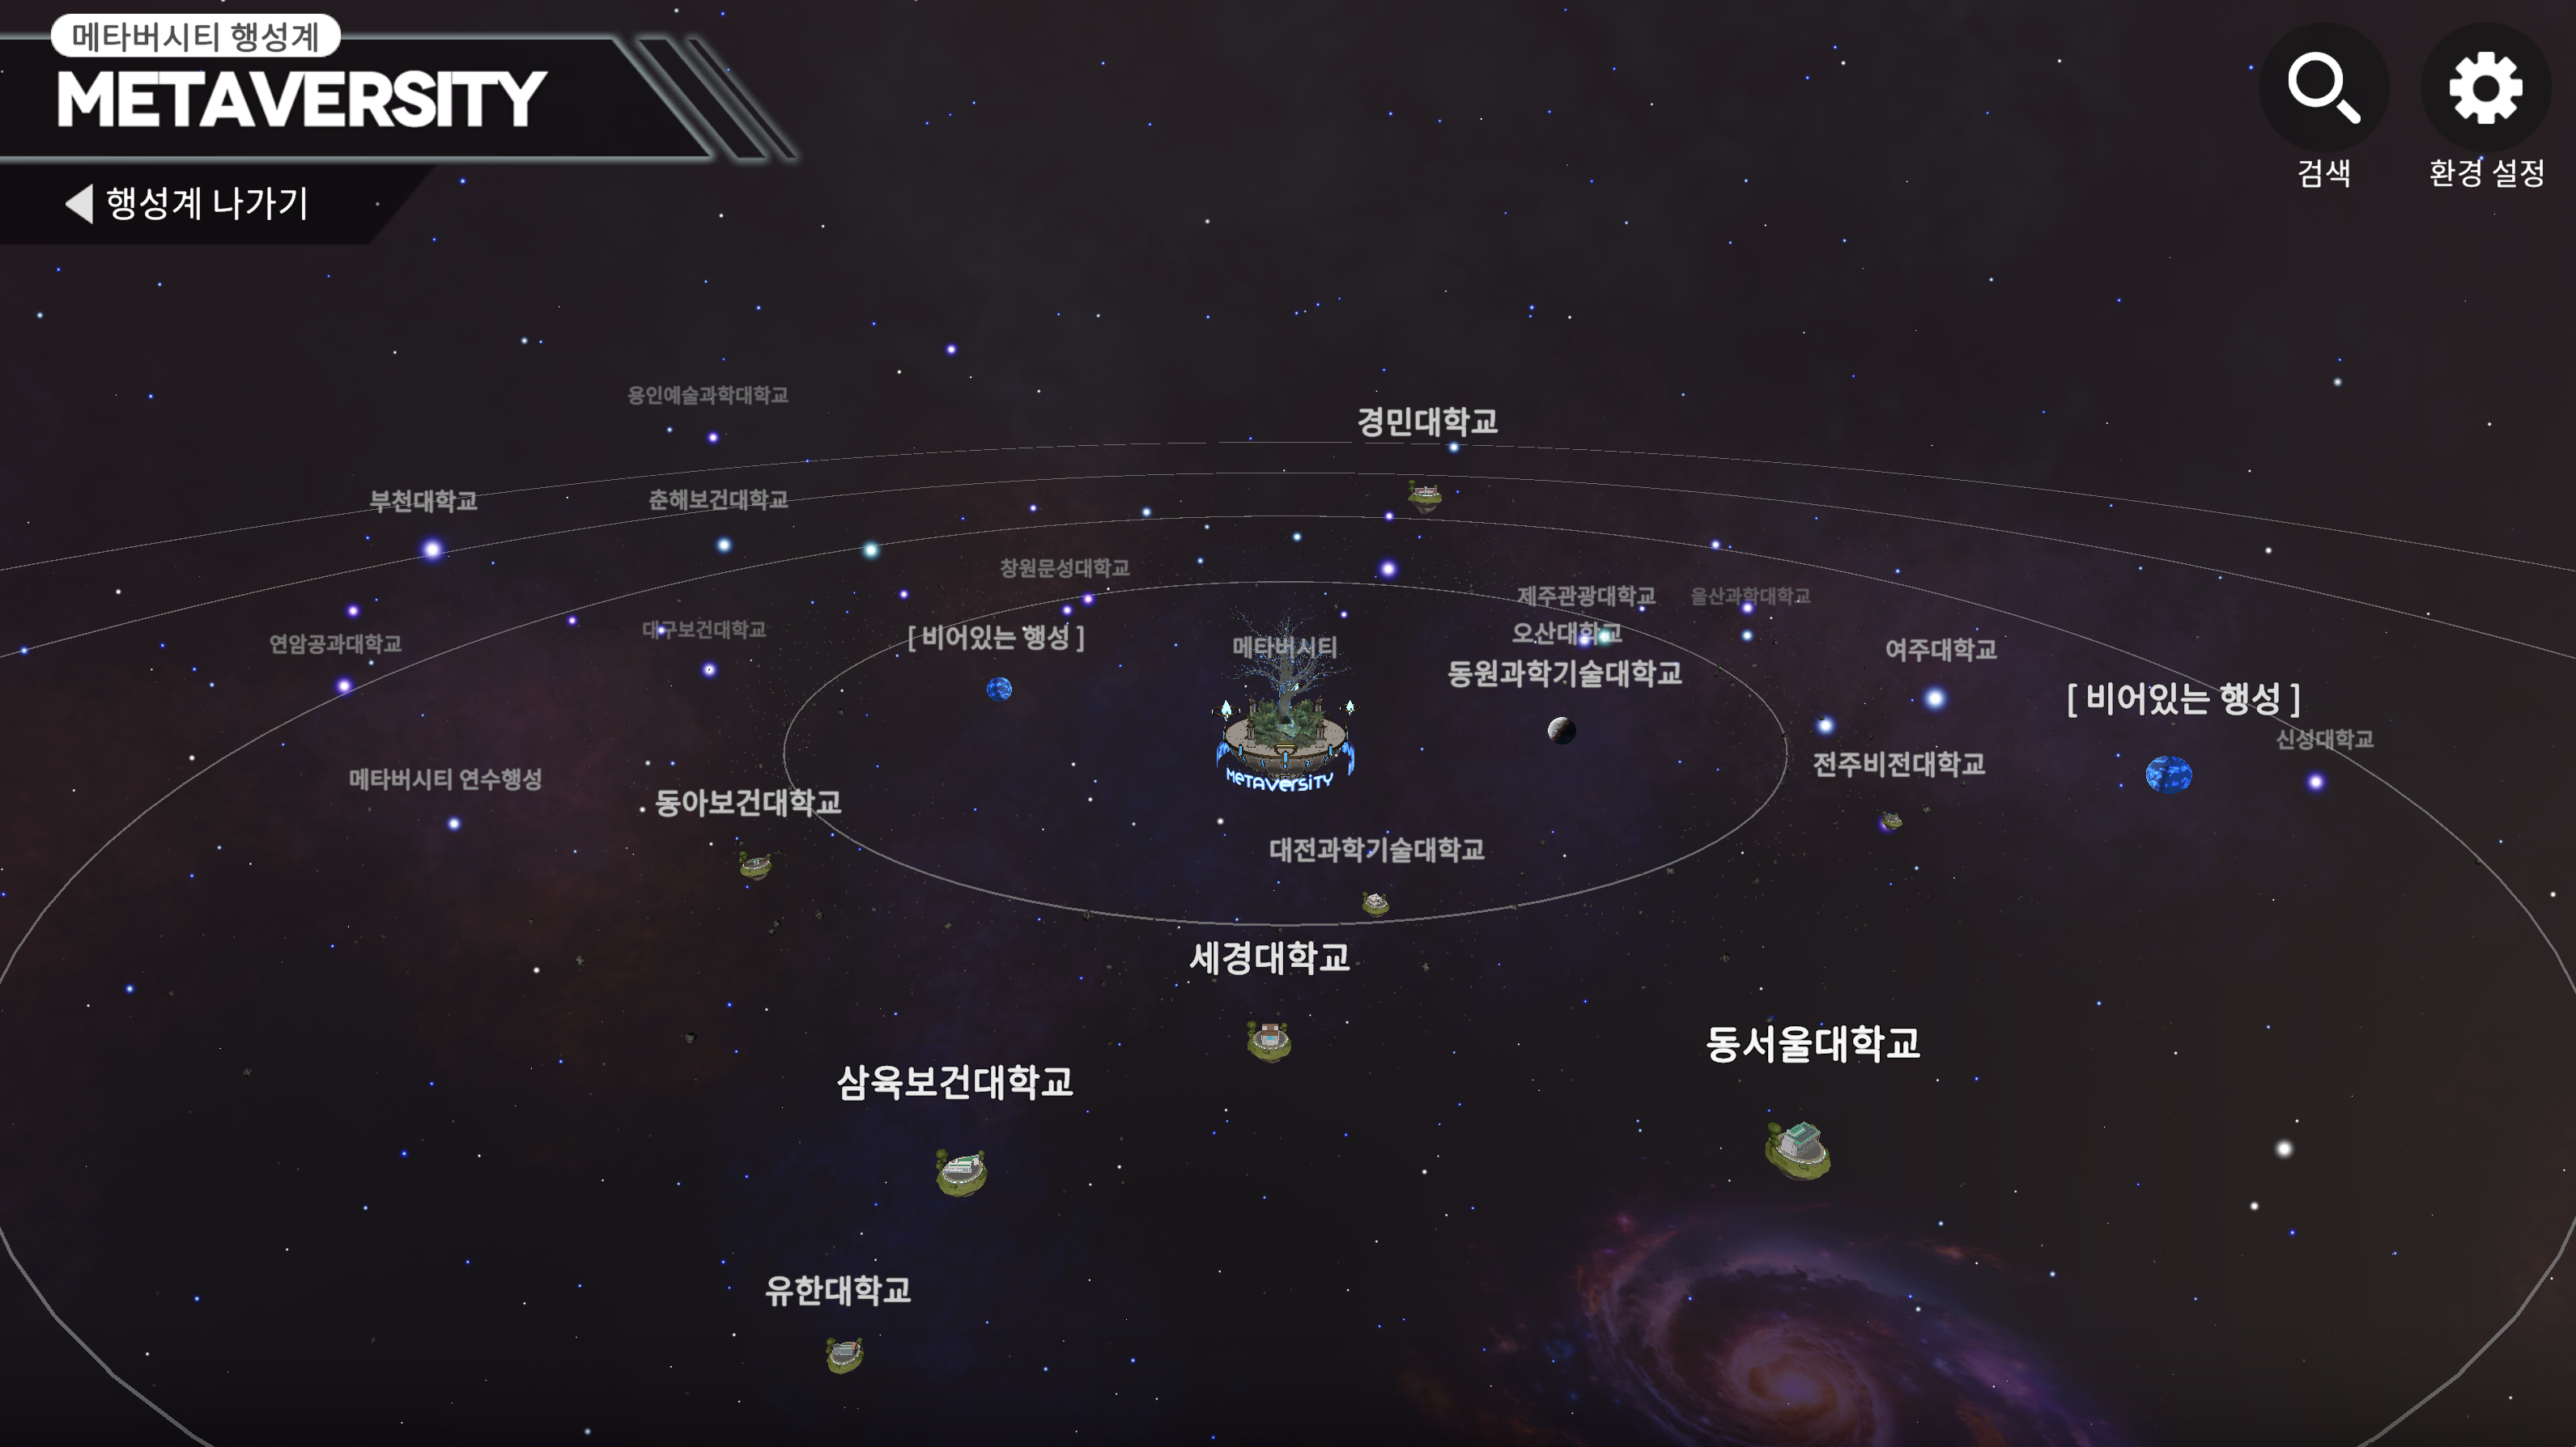 메타버시티 행성계
METAVERSITY
행성계 나가기
검색
환경 설정
용인예술과학대학교
경민대학교
부천대학교
춘해보건대학교
창원문성대학교
제주관광대학교
울산과학대학교
대구보건대학교
오산대학교
연암공과대학교
[ 비어있는 행성 ]
메타버시티
여주대학교
동원과학기술대학교
[ 비어있는 행성 ]
신성대학교
전주비전대학교
메타버시티 연수행성
METAVERSITY
동아보건대학교
대전과학기술대학교
세경대학교
동서울대학교
삼육보건대학교
유한대학교